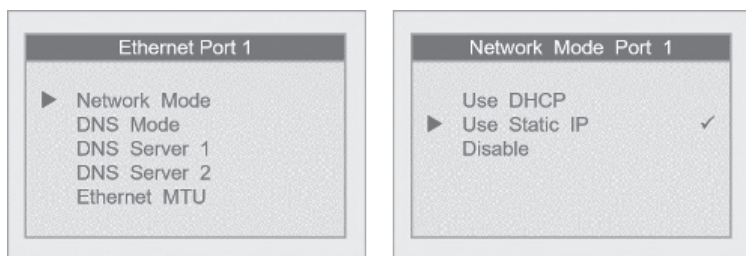 Ethernet Port 1
Network Mode
DNS Mode
DNS Server 1
DNS Server 2
Ethernet MTU
Network Mode Port 1
Use DHCP
Use Static IP
Disable